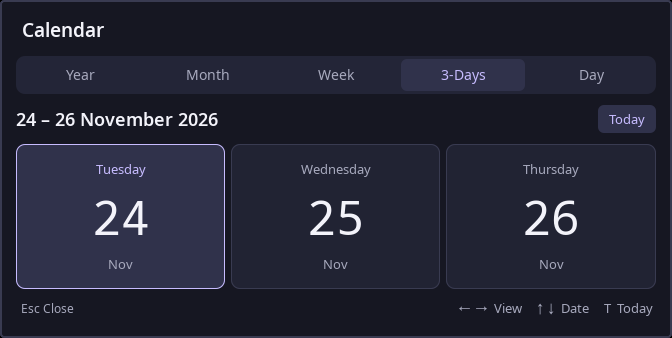 Calendar
Year Month Week 3-Days Day
24 – 26 November 2026 Today
Tuesday Wednesday Thursday
24 25 26
Nov Nov Nov
Esc Close ←→ View ↑↓ Date T Today